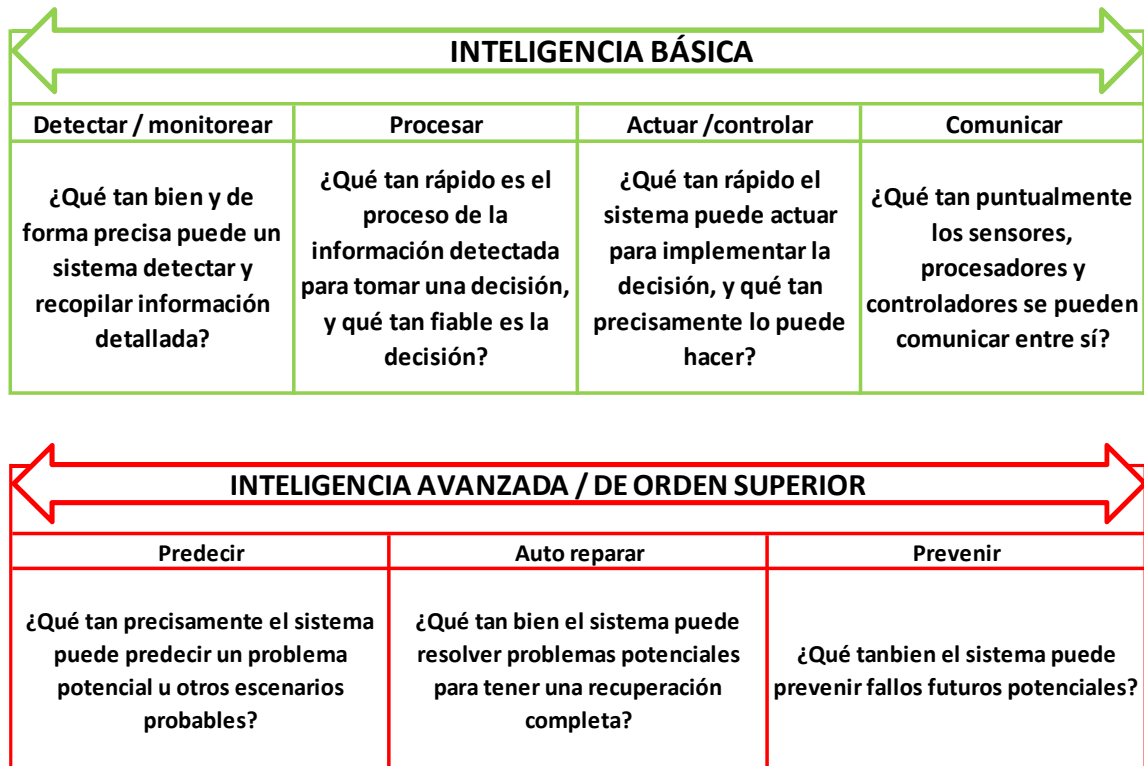 INTELIGENCIA BÁSICA
Detectar / monitorear
Procesar
Actuar /controlar
Comunicar
¿Qué tan bien y de
forma precisa puede un
sistema detectar y
recopilar información
detallada?
¿Qué tan rápido es el
proceso de la
información detectada
para tomar una decisión,
y qué tan fiable es la
decisión?
¿Qué tan rápido el
sistema puede actuar
para implementar la
decisión, y qué tan
precisamente lo puede
hacer?
¿Qué tan puntualmente
los sensores,
procesadores y
controladores se pueden
comunicar entre sí?
INTELIGENCIA AVANZADA / DE ORDEN SUPERIOR
Predecir
Auto reparar
Prevenir
¿Qué tan precisamente el sistema
puede predecir un problema
potencial u otros escenarios
probables?
¿Qué tan bien el sistema puede
resolver problemas potenciales
para tener una recuperación
completa?
¿Qué tanbien el sistema puede
prevenir fallos futuros potenciales?